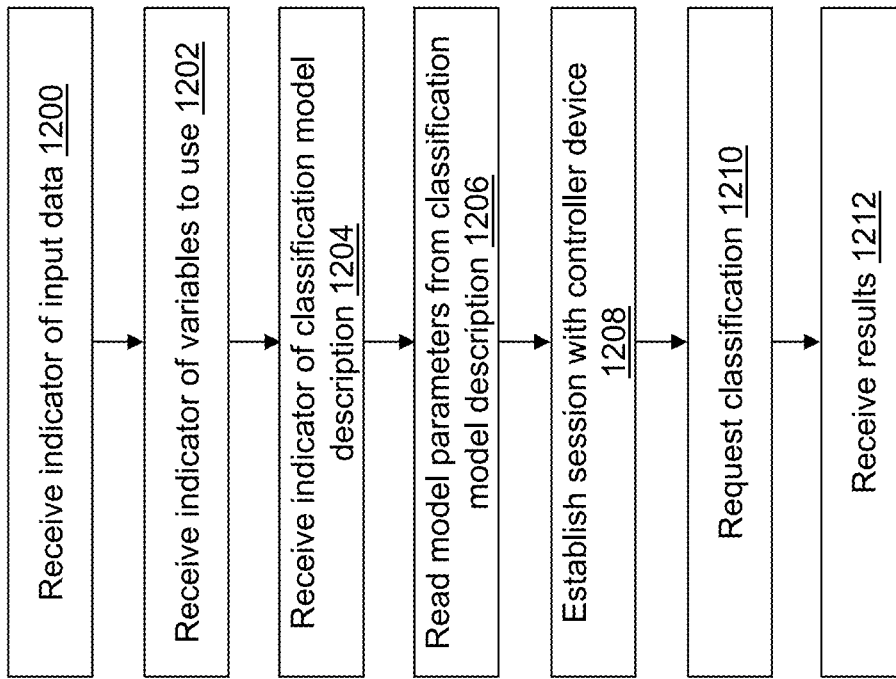 Receive indicator of input data 1200
Receive indicator of variables to use 1202
Receive indicator of classification model
description 1204
Read model parameters from classification
model description 1206
Establish session with controller device
1208
Request classification 1210
Receive results 1212